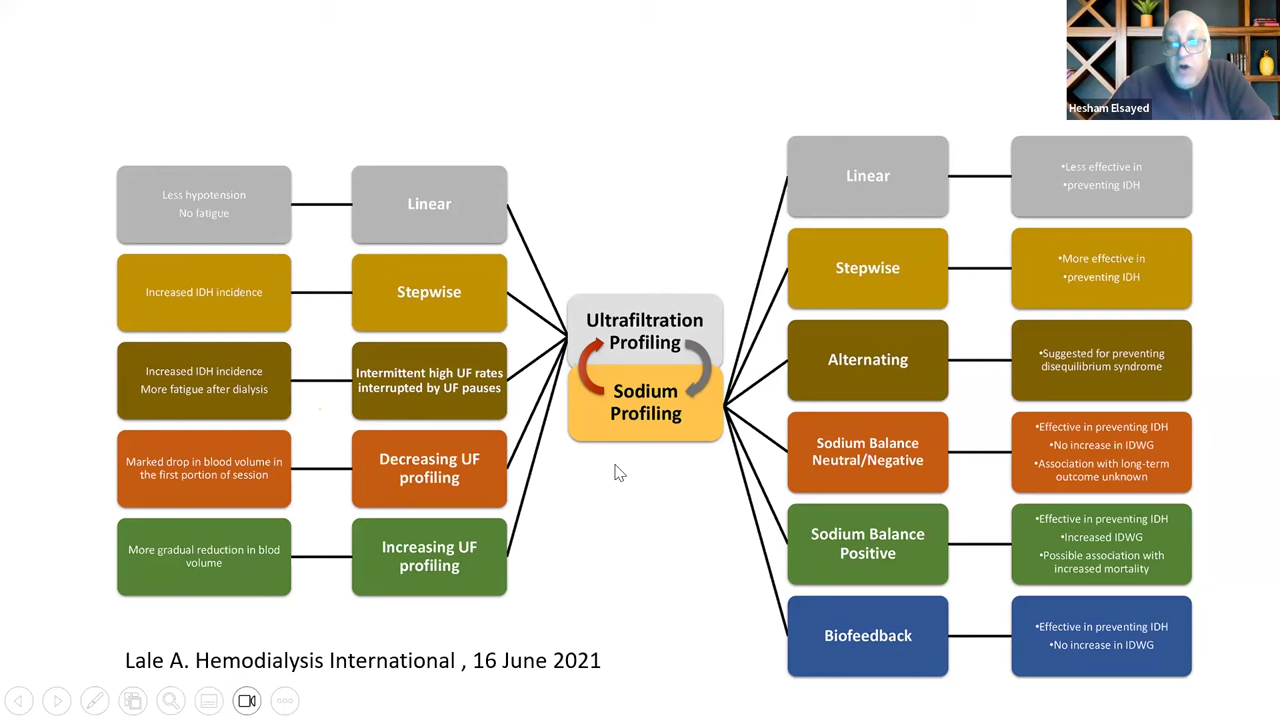 Hesham Elsayed
Less hypotension
No fatigue
Linear
Increased IDH incidence
Stepwise
Increased IDH incidence
More fatigue after dialysis
Intermittent high UF rates
interrupted by UF pauses
Marked drop in blood volume in
the first portion of session
Decreasing UF
profiling
More gradual reduction in blod
volume
Increasing UF
profiling
Ultrafiltration
Profiling
Sodium
Profiling
Linear
•Less effective in
•preventing IDH
Stepwise
•More effective in
•preventing IDH
Alternating
•Suggested for preventing
disequilibrium syndrome
Sodium Balance
Neutral/Negative
•Effective in preventing IDH
•No increase in IDWG
•Association with long-term
outcome unknown
Sodium Balance
Positive
•Effective in preventing IDH
•Increased IDWG
•Possible association with
increased mortality
Biofeedback
•Effective in preventing IDH
•No increase in IDWG
Lale A. Hemodialysis International , 16 June 2021